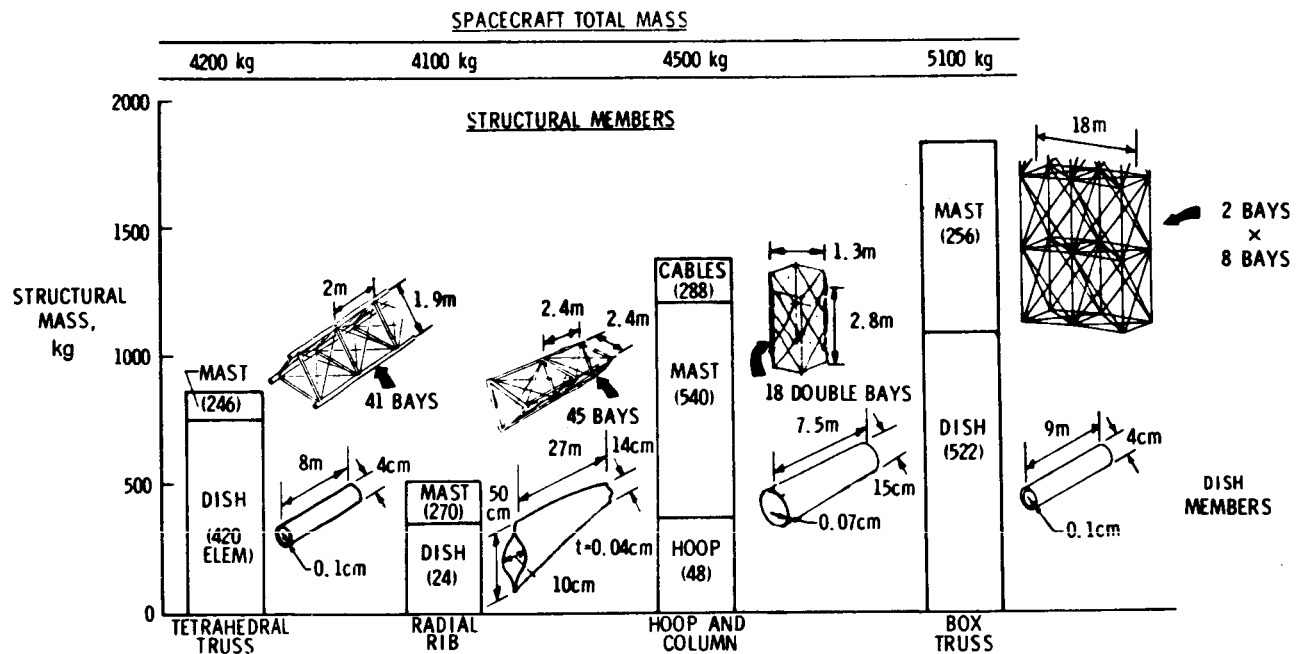 SPACECRAFT TOTAL MASS
4200 kg 4100 kg 4500 kg 5100 kg
STRUCTURAL MEMBERS
STRUCTURAL
MASS,
kg
2000
1500
1000
500
0
MAST
(246)
DISH
(420
ELEM)
2m
1.9m
41 BAYS
8m
4cm
0.1cm
TETRAHEDRAL
TRUSS
MAST
(270)
DISH
(24)
2.4m
2.4m
45 BAYS
27m
14cm
50
cm
t=0.04cm
10cm
RADIAL
RIB
CABLES
(288)
MAST
(540)
HOOP
(48)
1.3m
2.8m
18 DOUBLE BAYS
7.5m
15cm
0.07cm
HOOP AND
COLUMN
MAST
(256)
DISH
(522)
18m
2 BAYS
×
8 BAYS
9m
4cm
0.1cm
DISH
MEMBERS
BOX
TRUSS